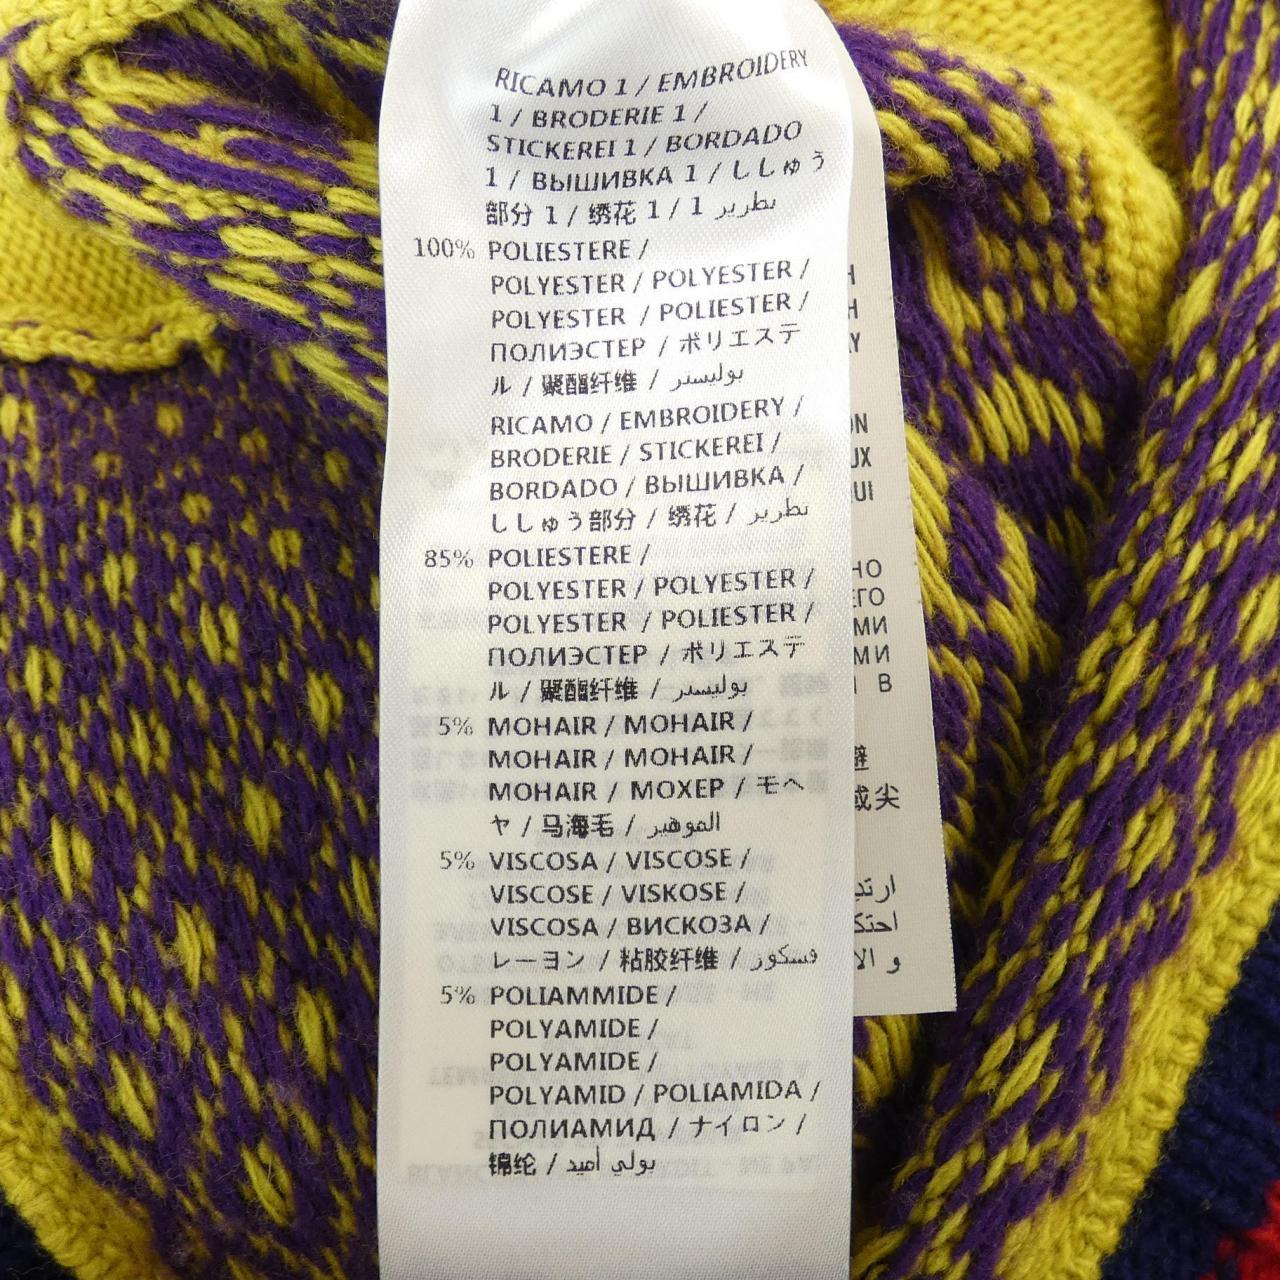 RICAMO 1 / EMBROIDERY
1 / BRODERIE 1 /
STICKEREI 1 / BORDADO
1 / ВЫШИВКА 1 / ししゅう
部分 1 / 绣花 1 / 1 تطريز
100% POLIESTERE /
POLYESTER / POLYESTER /
POLYESTER / POLIESTER /
ПОЛИЭСТЕР / ポリエステ
ル / 聚酯纤维 / بوليستر
RICAMO / EMBROIDERY /
BRODERIE / STICKEREI /
BORDADO / ВЫШИВКА /
ししゅう部分 / 绣花 / تطريز
85% POLIESTERE /
POLYESTER / POLYESTER /
POLYESTER / POLIESTER /
ПОЛИЭСТЕР / ポリエステ
ル / 聚酯纤维 / بوليستر
5% MOHAIR / MOHAIR /
MOHAIR / MOHAIR /
MOHAIR / МОХЕР / モヘ
ヤ / 马海毛 / الموهير
5% VISCOSA / VISCOSE /
VISCOSE / VISKOSE /
VISCOSA / ВИСКОЗА /
レーヨン / 粘胶纤维 / فسكوز
5% POLIAMMIDE /
POLYAMIDE /
POLYAMIDE /
POLYAMID / POLIAMIDA /
ПОЛИАМИД / ナイロン /
锦纶 / بولي أميد